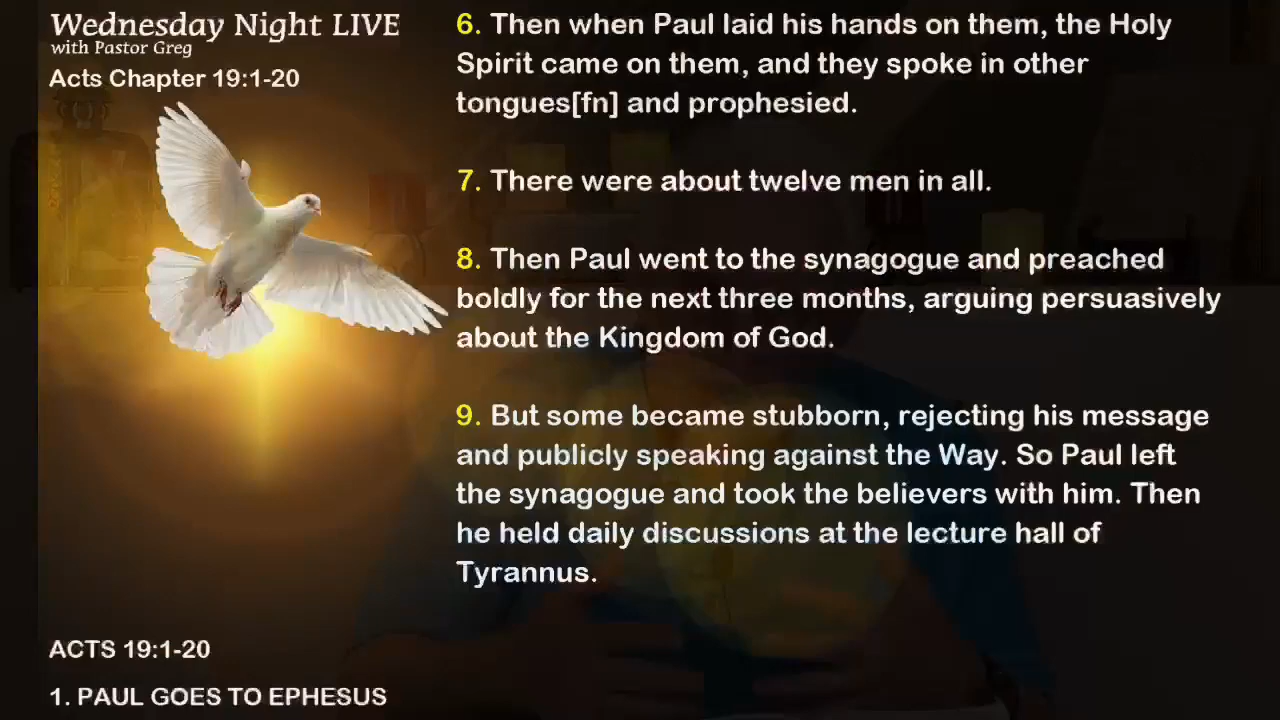 Wednesday Night LIVE
with Pastor Greg
Acts Chapter 19:1-20
6. Then when Paul laid his hands on them, the Holy
Spirit came on them, and they spoke in other
tongues[fn] and prophesied.
7. There were about twelve men in all.
8. Then Paul went to the synagogue and preached
boldly for the next three months, arguing persuasively
about the Kingdom of God.
9. But some became stubborn, rejecting his message
and publicly speaking against the Way. So Paul left
the synagogue and took the believers with him. Then
he held daily discussions at the lecture hall of
Tyrannus.
ACTS 19:1-20
1. PAUL GOES TO EPHESUS